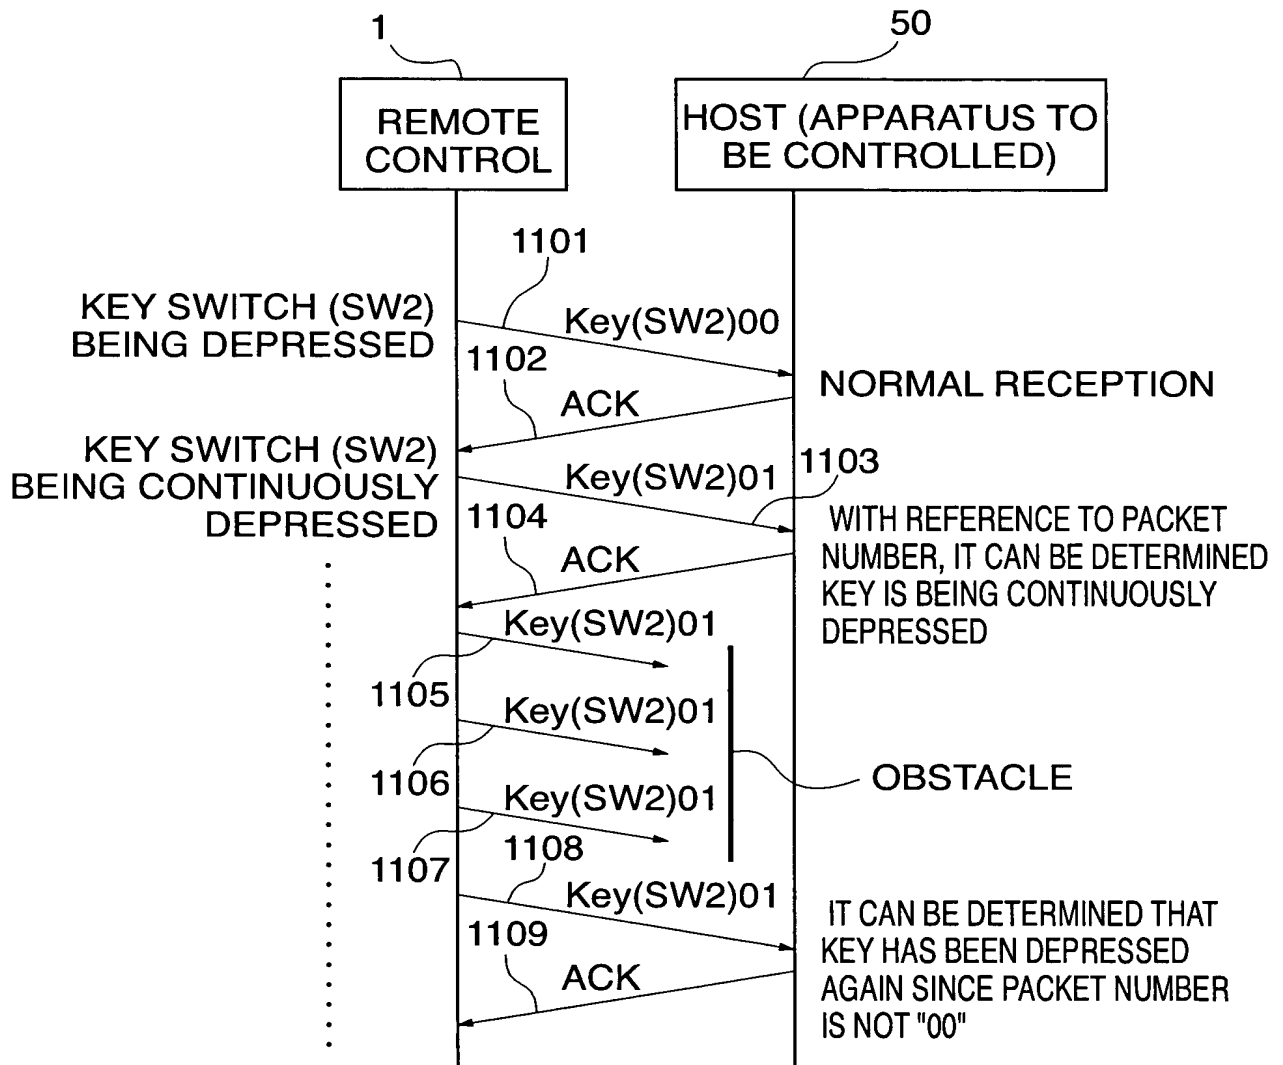 1
50
REMOTE
CONTROL
HOST (APPARATUS TO
BE CONTROLLED)
1101
KEY SWITCH (SW2)
BEING DEPRESSED
Key(SW2)00
1102
NORMAL RECEPTION
ACK
KEY SWITCH (SW2)
BEING CONTINUOUSLY
DEPRESSED
Key(SW2)01
1103
1104
ACK
WITH REFERENCE TO PACKET
NUMBER, IT CAN BE DETERMINED
KEY IS BEING CONTINUOUSLY
DEPRESSED
Key(SW2)01
1105
Key(SW2)01
1106
OBSTACLE
Key(SW2)01
1107
1108
Key(SW2)01
1109
ACK
IT CAN BE DETERMINED THAT
KEY HAS BEEN DEPRESSED
AGAIN SINCE PACKET NUMBER
IS NOT "00"